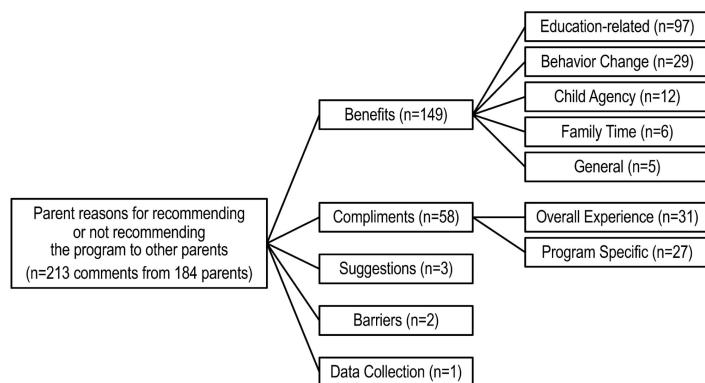 Parent reasons for recommending
or not recommending
the program to other parents
(n=213 comments from 184 parents)
Benefits (n=149)
Education-related (n=97)
Behavior Change (n=29)
Child Agency (n=12)
Family Time (n=6)
General (n=5)
Compliments (n=58)
Overall Experience (n=31)
Program Specific (n=27)
Suggestions (n=3)
Barriers (n=2)
Data Collection (n=1)